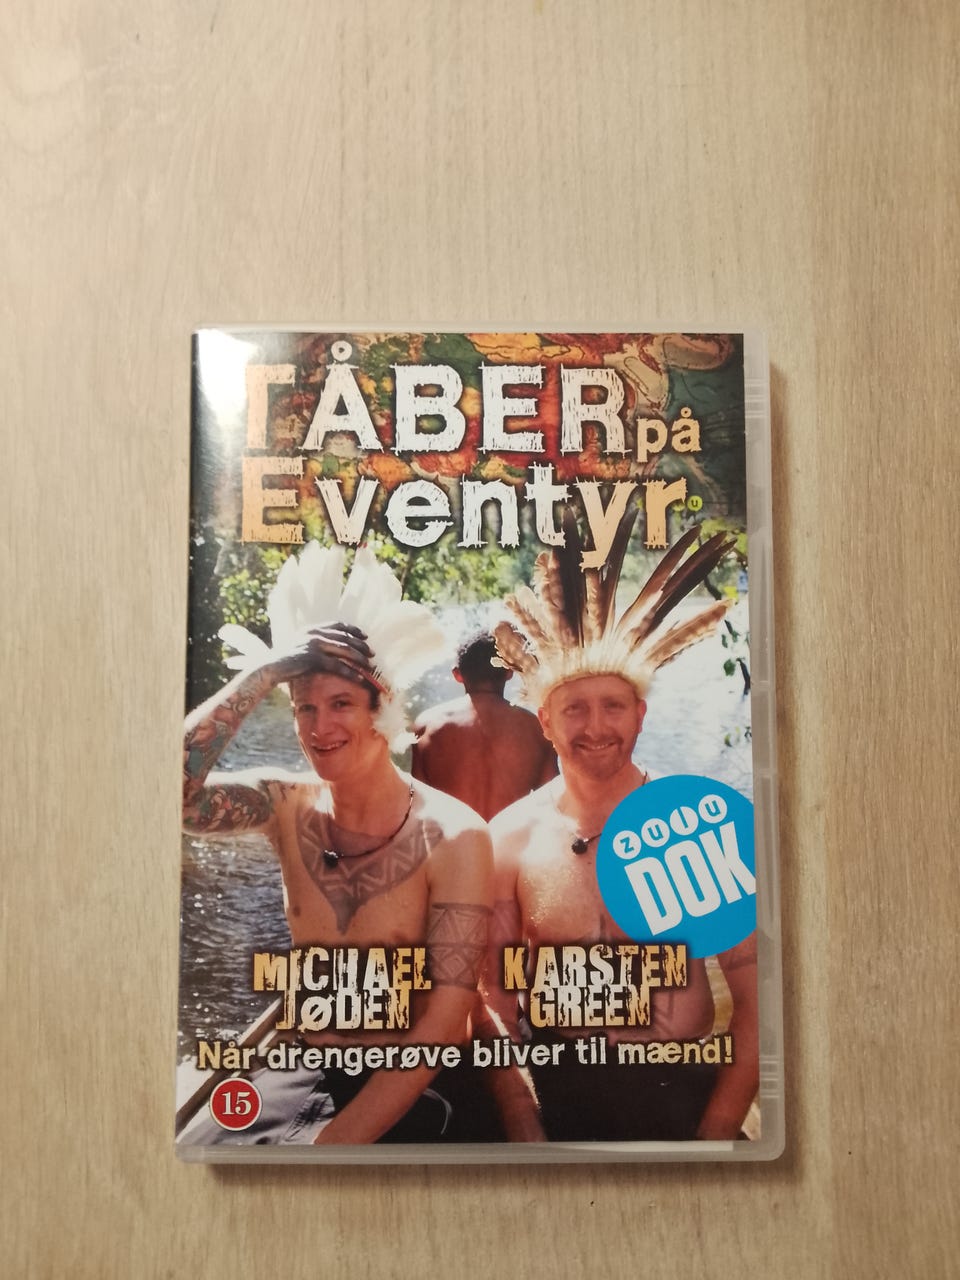 TÅBER på
Eventyr
u
zulu
DOK
MICHAEL
JØDEN
KARSTEN
GREEN
Når drengerøve bliver til mænd!
15